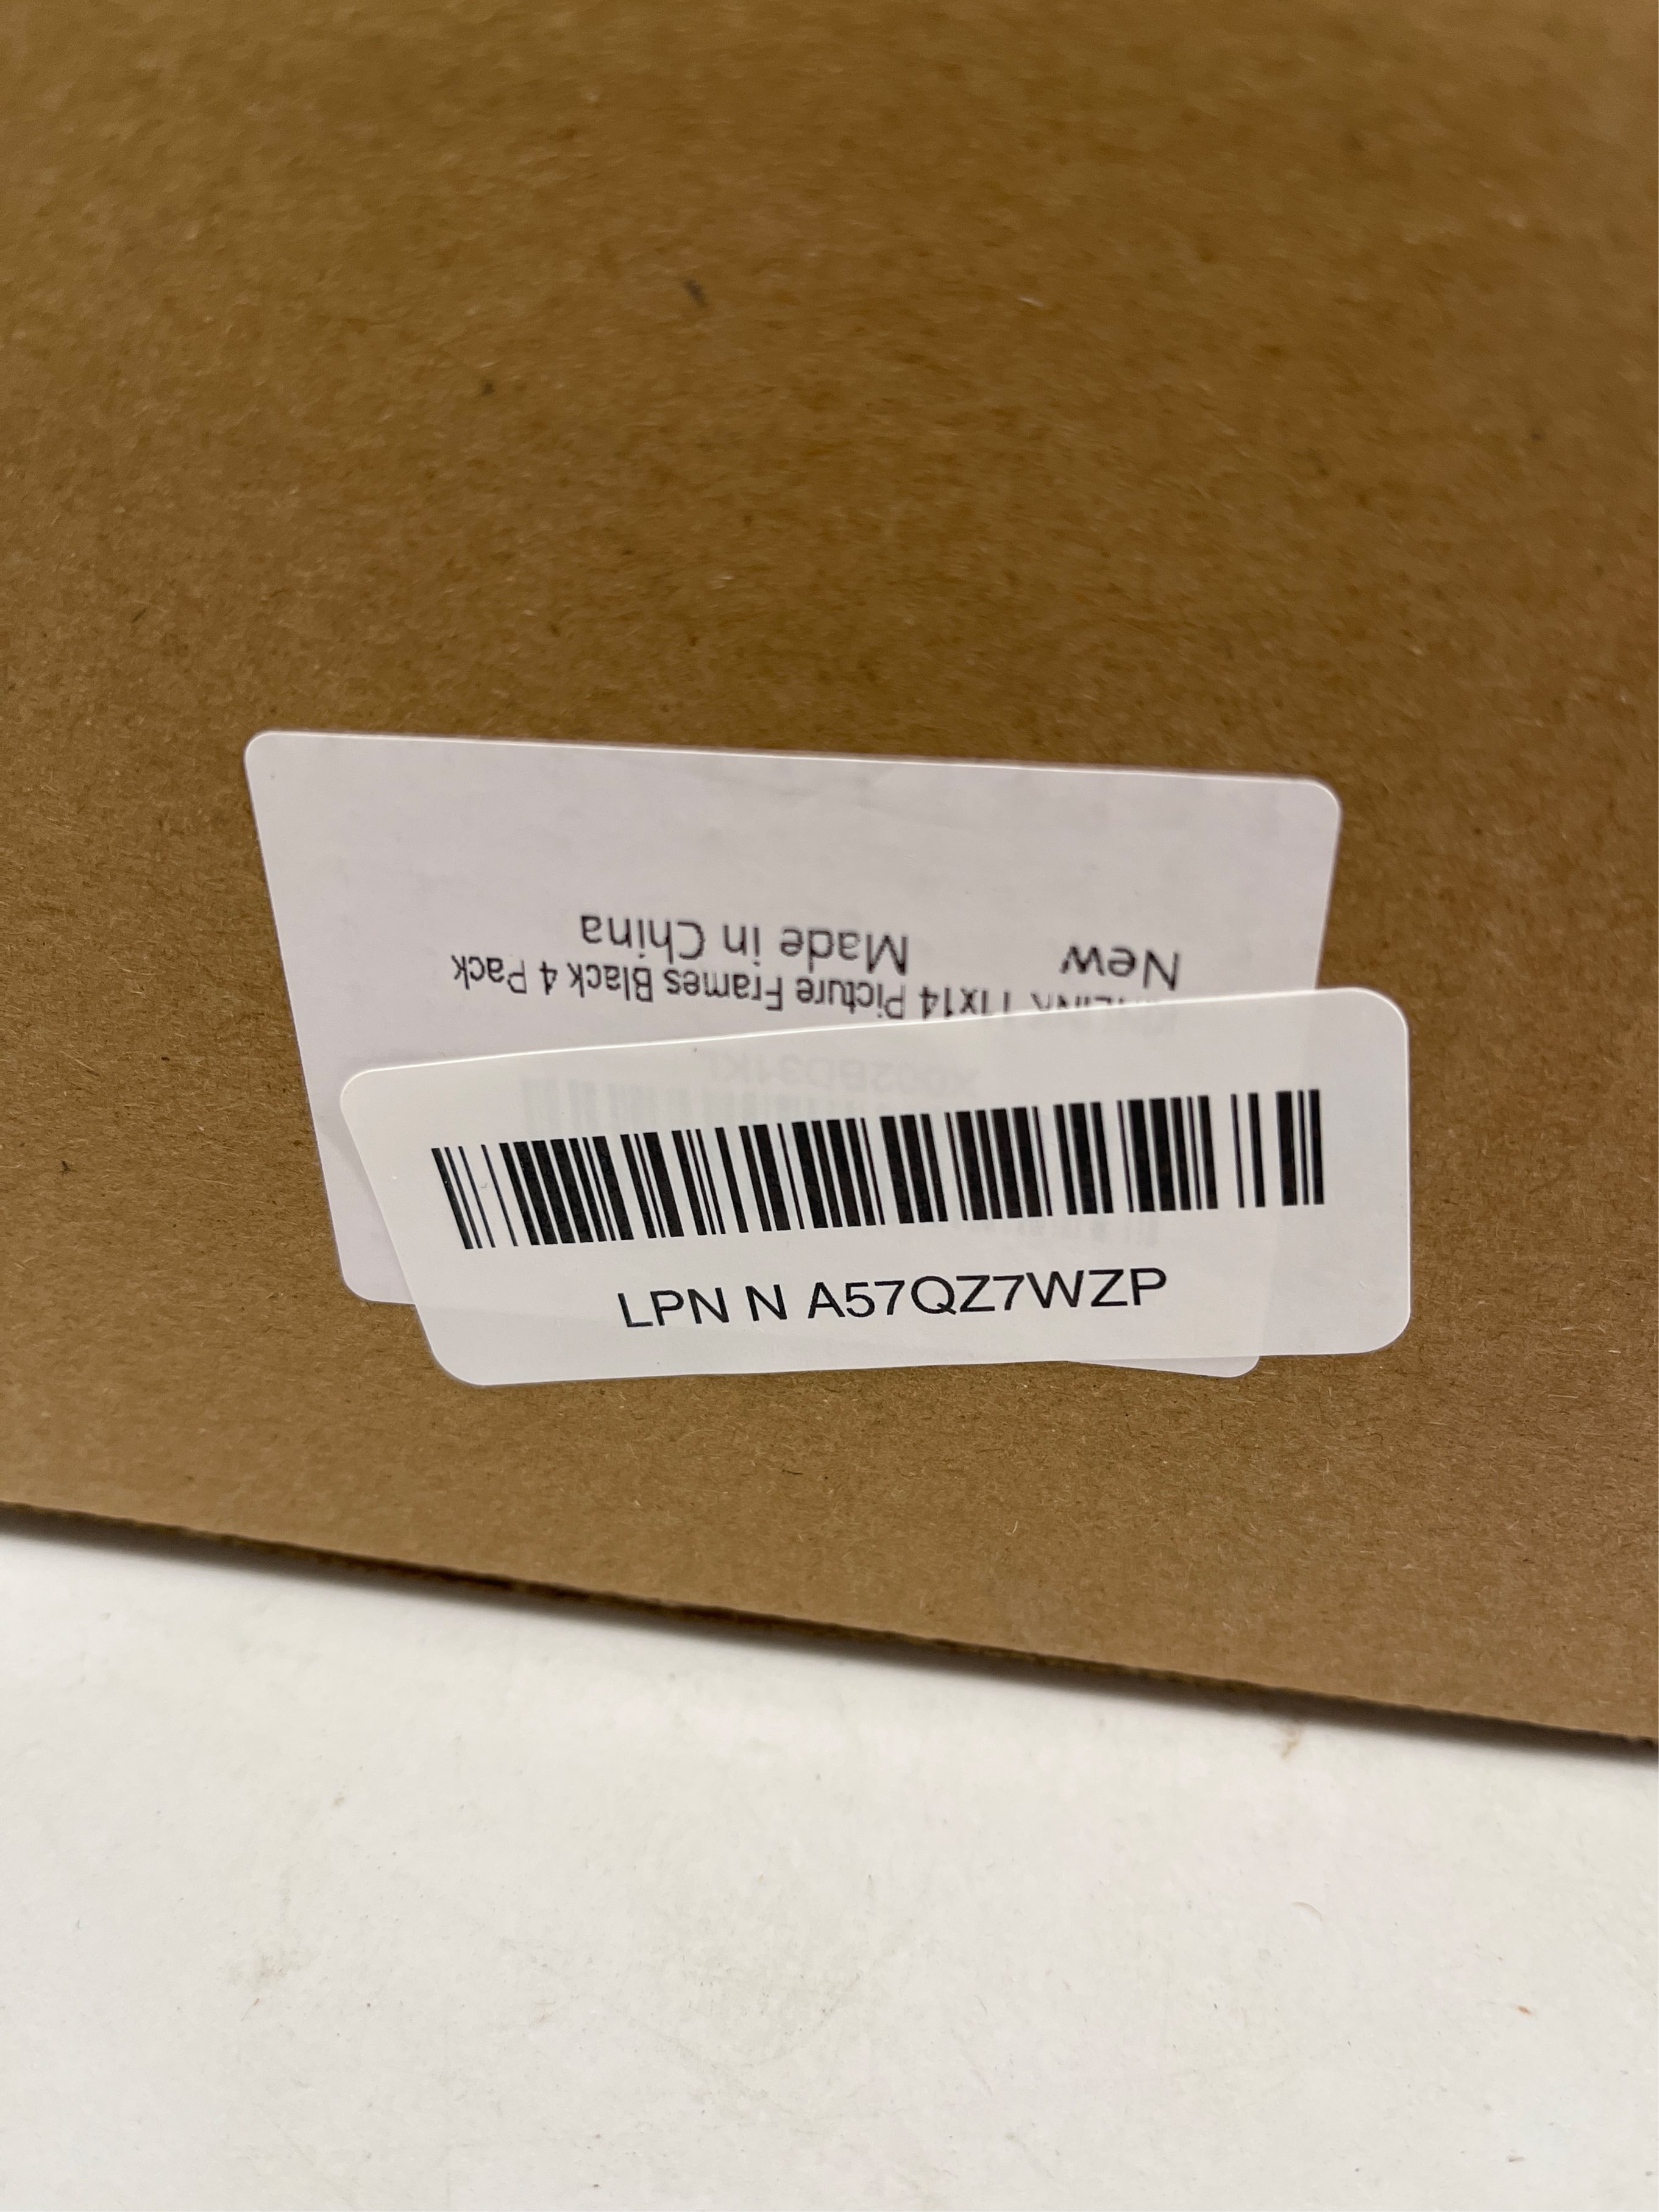 11x14 Picture Frames Black 4 Pack
New Made in China
LPN N A57QZ7WZP